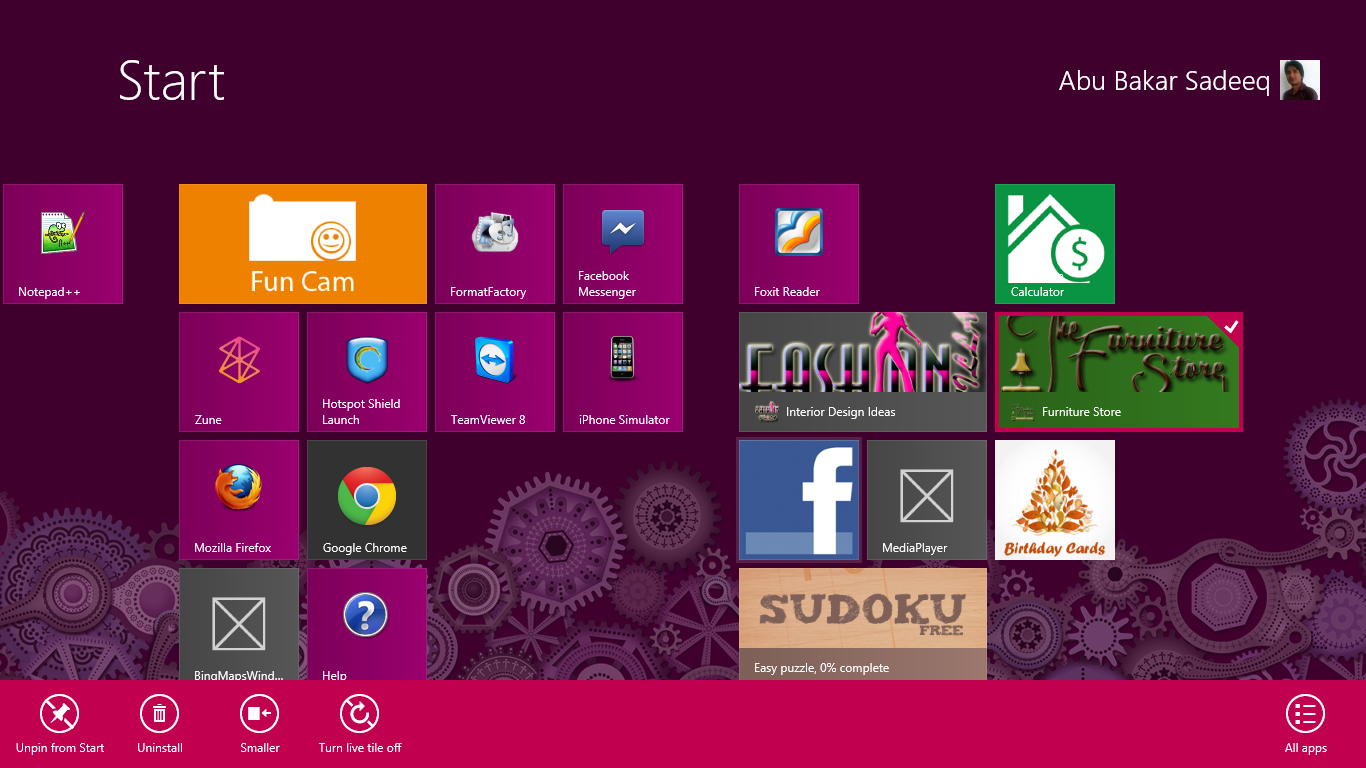 Start
Abu Bakar Sadeeq
Notepad++
Fun Cam
FormatFactory
Facebook
Messenger
Foxit Reader
$
Calculator
Zune
Hotspot Shield
Launch
TeamViewer 8
iPhone Simulator
FASHION
Interior Design Ideas
The Furniture
Store
Furniture Store
Mozilla Firefox
Google Chrome
f
MediaPlayer
Birthday Cards
BingMapsWind...
?
Help
SUDOKU
FREE
Easy puzzle, 0% complete
Unpin from Start
Uninstall
Smaller
Turn live tile off
All apps